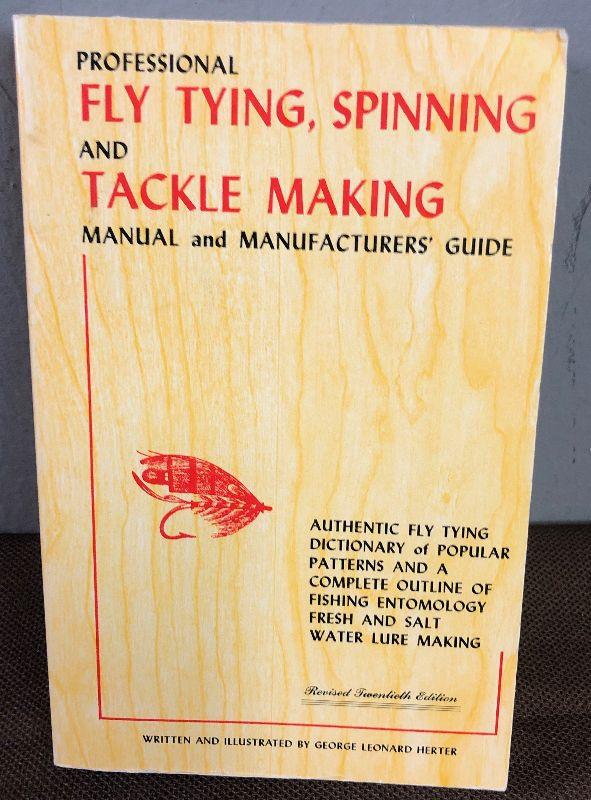 PROFESSIONAL
FLY TYING, SPINNING
AND
TACKLE MAKING
MANUAL and MANUFACTURERS' GUIDE
AUTHENTIC FLY TYING
DICTIONARY of POPULAR
PATTERNS AND A
COMPLETE OUTLINE OF
FISHING ENTOMOLOGY
FRESH AND SALT
WATER LURE MAKING
Revised Twentieth Edition
WRITTEN AND ILLUSTRATED BY GEORGE LEONARD HERTER